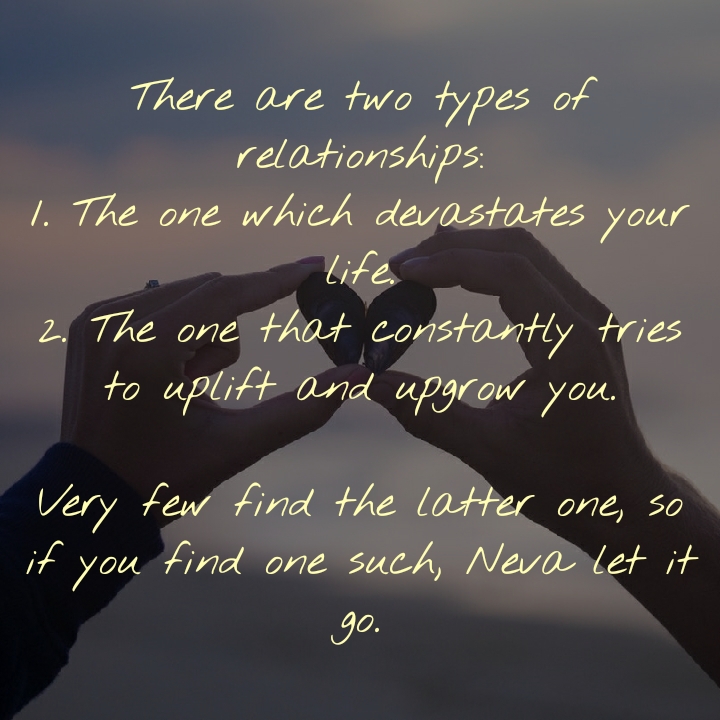 There are two types of
relationships:
1. The one which devastates your
life.
2. The one that constantly tries
to uplift and upgrow you.
Very few find the latter one, so
if you find one such, Neva let it
go.